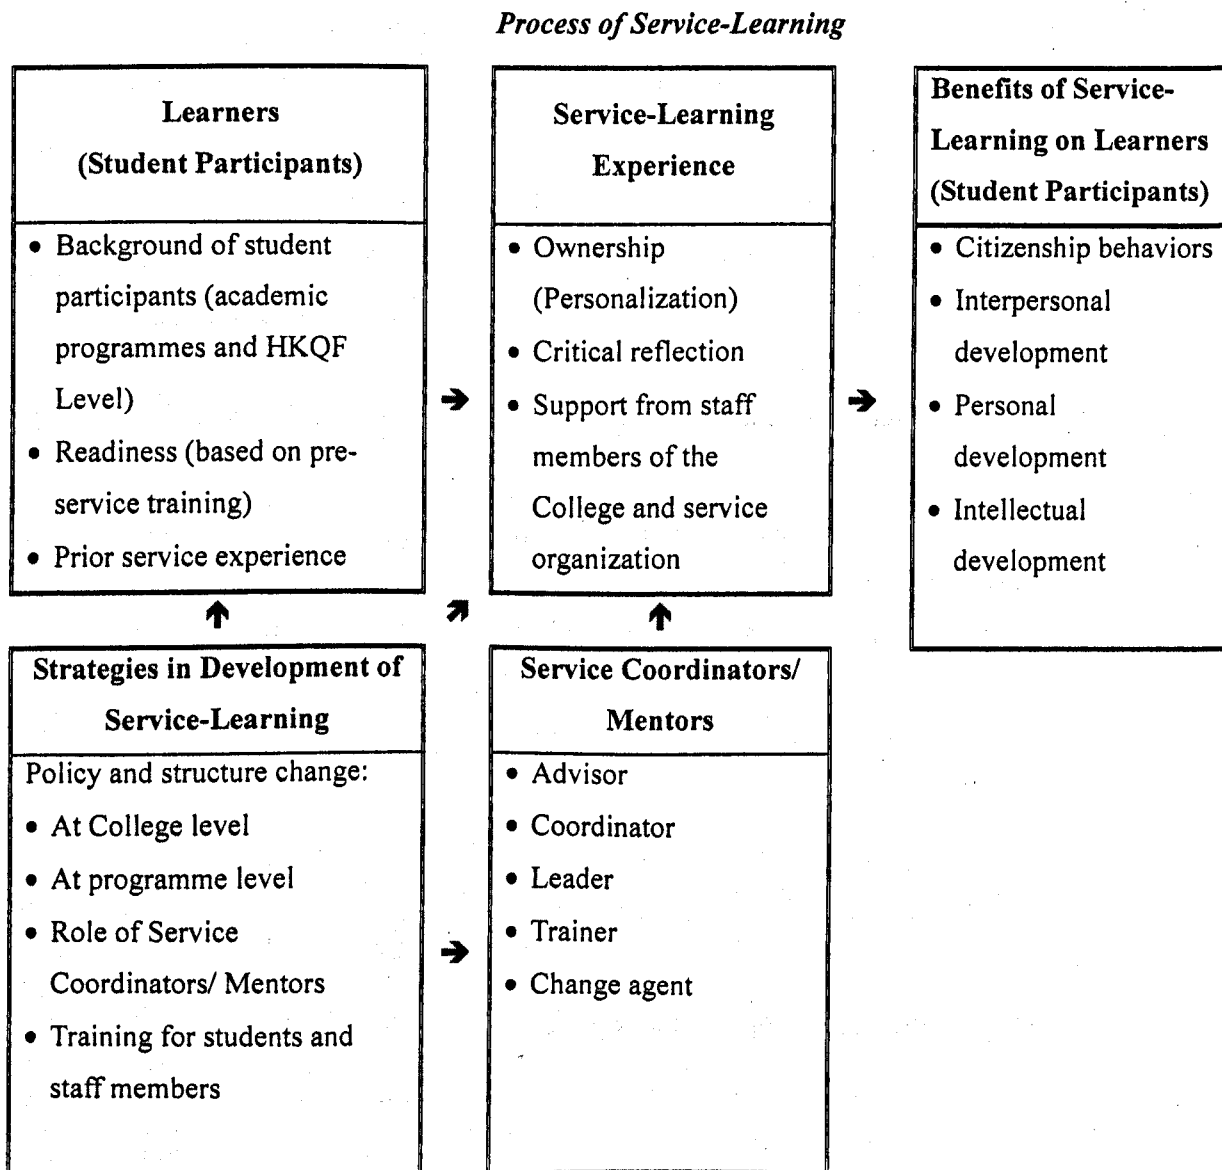 Process of Service-Learning
Learners
(Student Participants)
• Background of student
participants (academic
programmes and HKQF
Level)
• Readiness (based on pre-
service training)
• Prior service experience
Service-Learning
Experience
• Ownership
(Personalization)
• Critical reflection
• Support from staff
members of the
College and service
organization
Benefits of Service-
Learning on Learners
(Student Participants)
• Citizenship behaviors
• Interpersonal
development
• Personal
development
• Intellectual
development
Strategies in Development of
Service-Learning
Policy and structure change:
• At College level
• At programme level
• Role of Service
Coordinators/ Mentors
• Training for students and
staff members
Service Coordinators/
Mentors
• Advisor
• Coordinator
• Leader
• Trainer
• Change agent